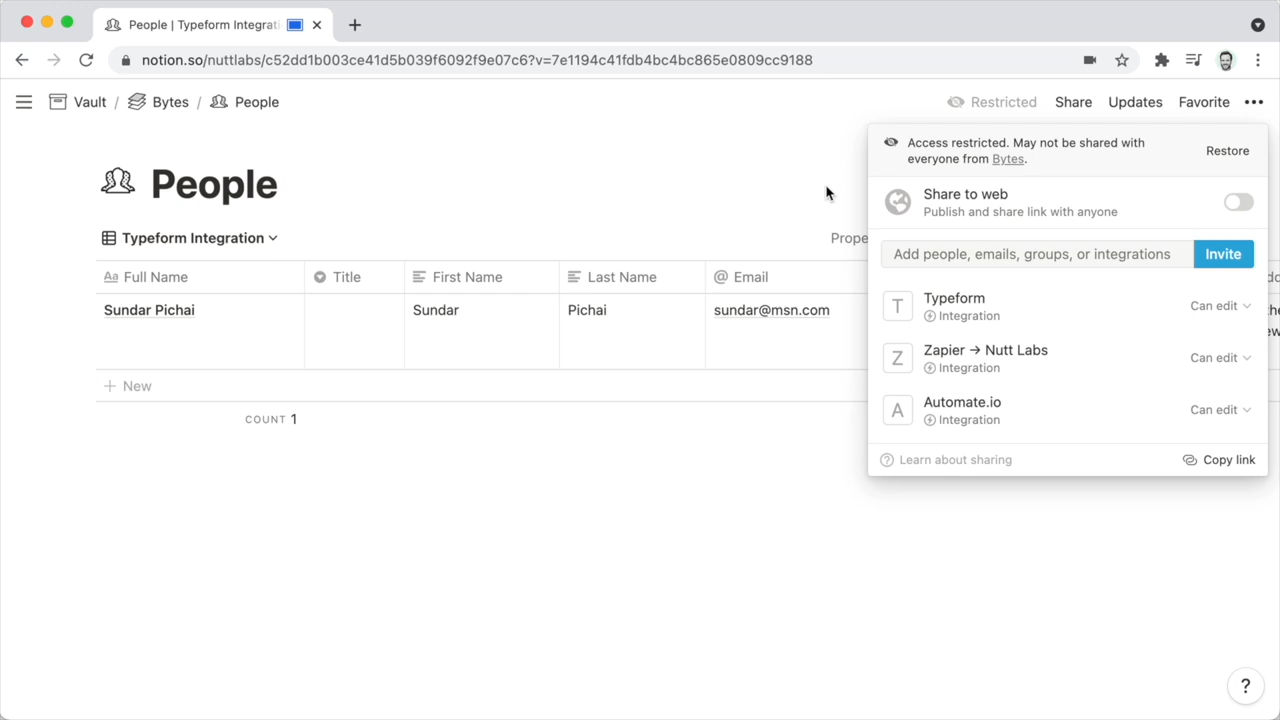 People | Typeform Integrati
notion.so/nuttlabs/c52dd1b003ce41d5b039f6092f9e07c6?v=7e1194c41fdb4bc4bc865e0809cc9188
Vault / Bytes / People
Restricted Share Updates Favorite
Access restricted. May not be shared with
everyone from Bytes.
Restore
People
Share to web
Publish and share link with anyone
Typeform Integration
Prope
Add people, emails, groups, or integrations Invite
Aa Full Name Title First Name Last Name @ Email
Sundar Pichai Sundar Pichai sundar@msn.com
T Typeform
Integration
Can edit
Z Zapier → Nutt Labs
Integration
Can edit
A Automate.io
Integration
Can edit
+ New
COUNT 1
? Learn about sharing Copy link
?